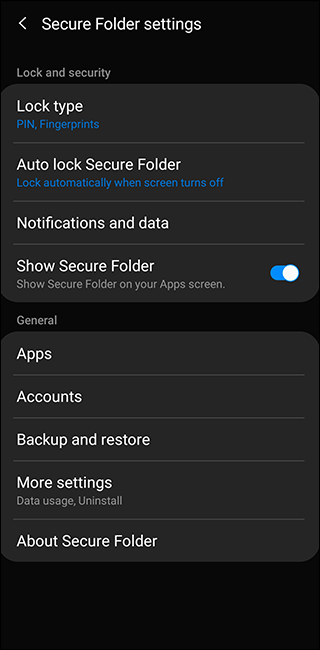 Secure Folder settings
Lock and security
Lock type
PIN, Fingerprints
Auto lock Secure Folder
Lock automatically when screen turns off
Notifications and data
Show Secure Folder
Show Secure Folder on your Apps screen.
General
Apps
Accounts
Backup and restore
More settings
Data usage, Uninstall
About Secure Folder